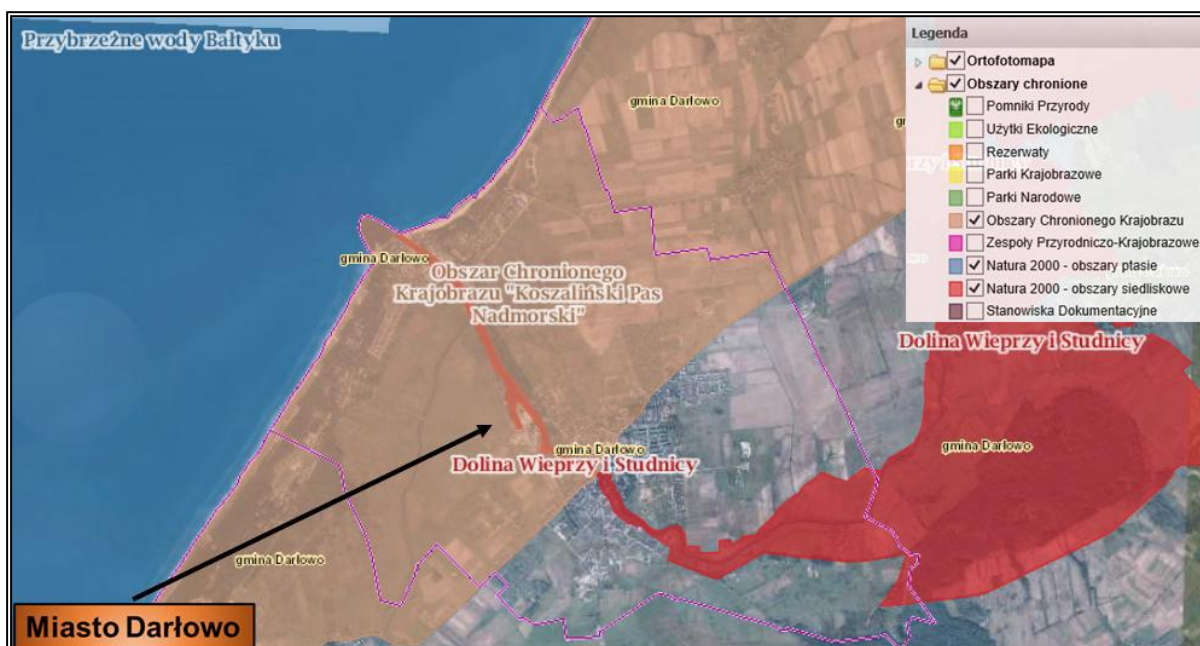 Przybrzeżne wody Bałtyku
Legenda
Ortofotomapa
Obszary chronione
Pomniki Przyrody
Użytki Ekologiczne
Rezerwaty
Parki Krajobrazowe
Parki Narodowe
Obszary Chronionego Krajobrazu
Zespoły Przyrodniczo-Krajobrazowe
Natura 2000 - obszary ptasie
Natura 2000 - obszary siedliskowe
Stanowiska Dokumentacyjne
gmina Darłowo
gmina Darłowo
Obszar Chronionego
Krajobrazu "Koszaliński Pas
Nadmorski"
Dolina Wieprzy i Studnicy
gmina Darłowo
gmina Darłowo
Dolina Wieprzy i Studnicy
gmina Darłowo
Miasto Darłowo